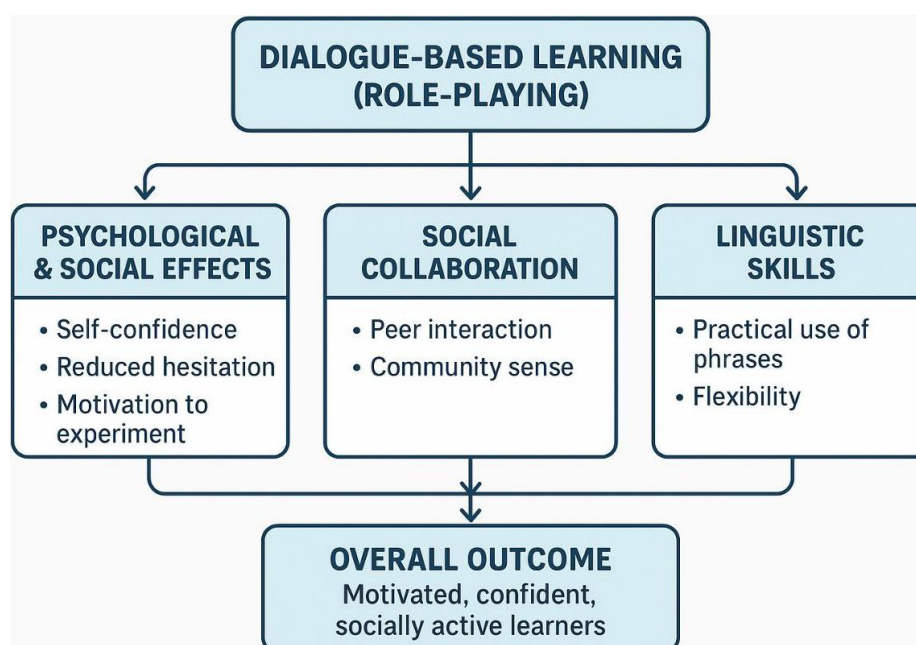 DIALOGUE-BASED LEARNING
(ROLE-PLAYING)
PSYCHOLOGICAL
& SOCIAL EFFECTS
• Self-confidence
• Reduced hesitation
• Motivation to
experiment
SOCIAL
COLLABORATION
• Peer interaction
• Community sense
LINGUISTIC
SKILLS
• Practical use of
phrases
• Flexibility
OVERALL OUTCOME
Motivated, confident,
socially active learners